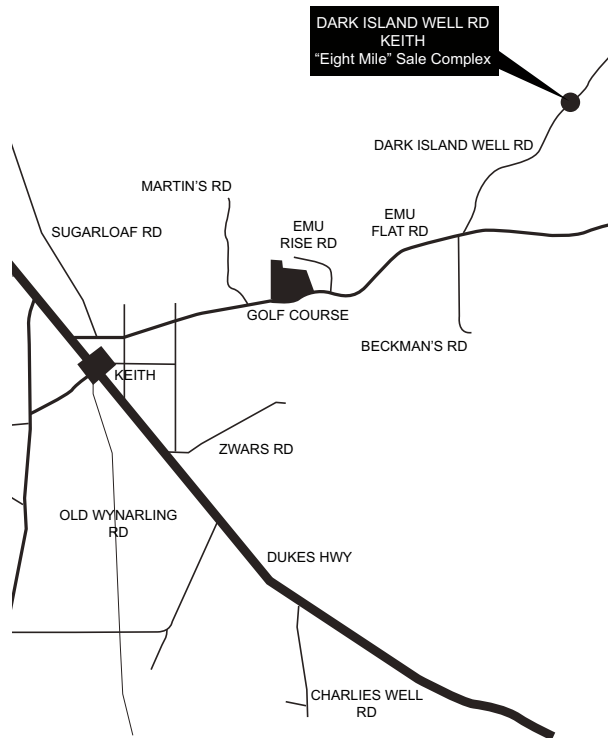 DARK ISLAND WELL RD
KEITH
“Eight Mile” Sale Complex
DARK ISLAND WELL RD
MARTIN’S RD
EMU
RISE RD
EMU
FLAT RD
SUGARLOAF RD
GOLF COURSE
BECKMAN’S RD
KEITH
ZWARS RD
OLD WYNARLING
RD
DUKES HWY
CHARLIES WELL
RD